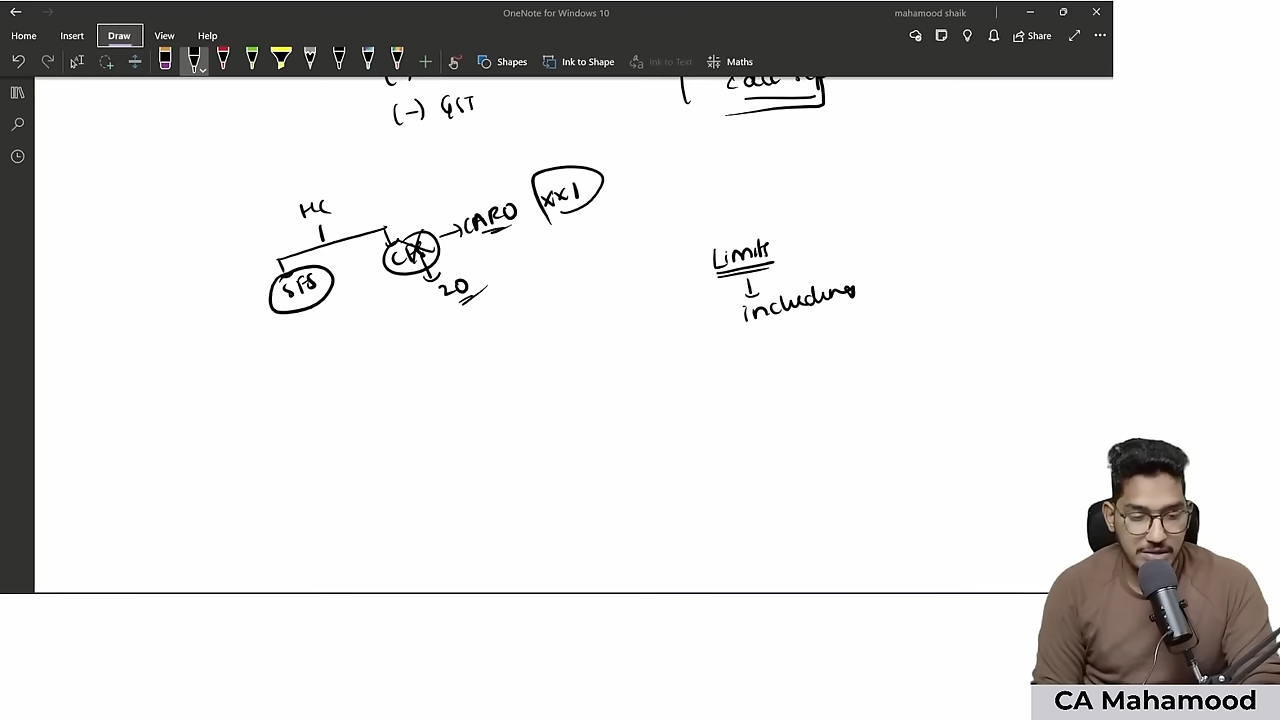 OneNote for Windows 10
mahamood shaik
Home Insert Draw View Help
Share
Shapes Ink to Shape Ink to Text Maths
(-) GST
HC
SFS
CARO
xx1
20
Limits
including
CA Mahamood